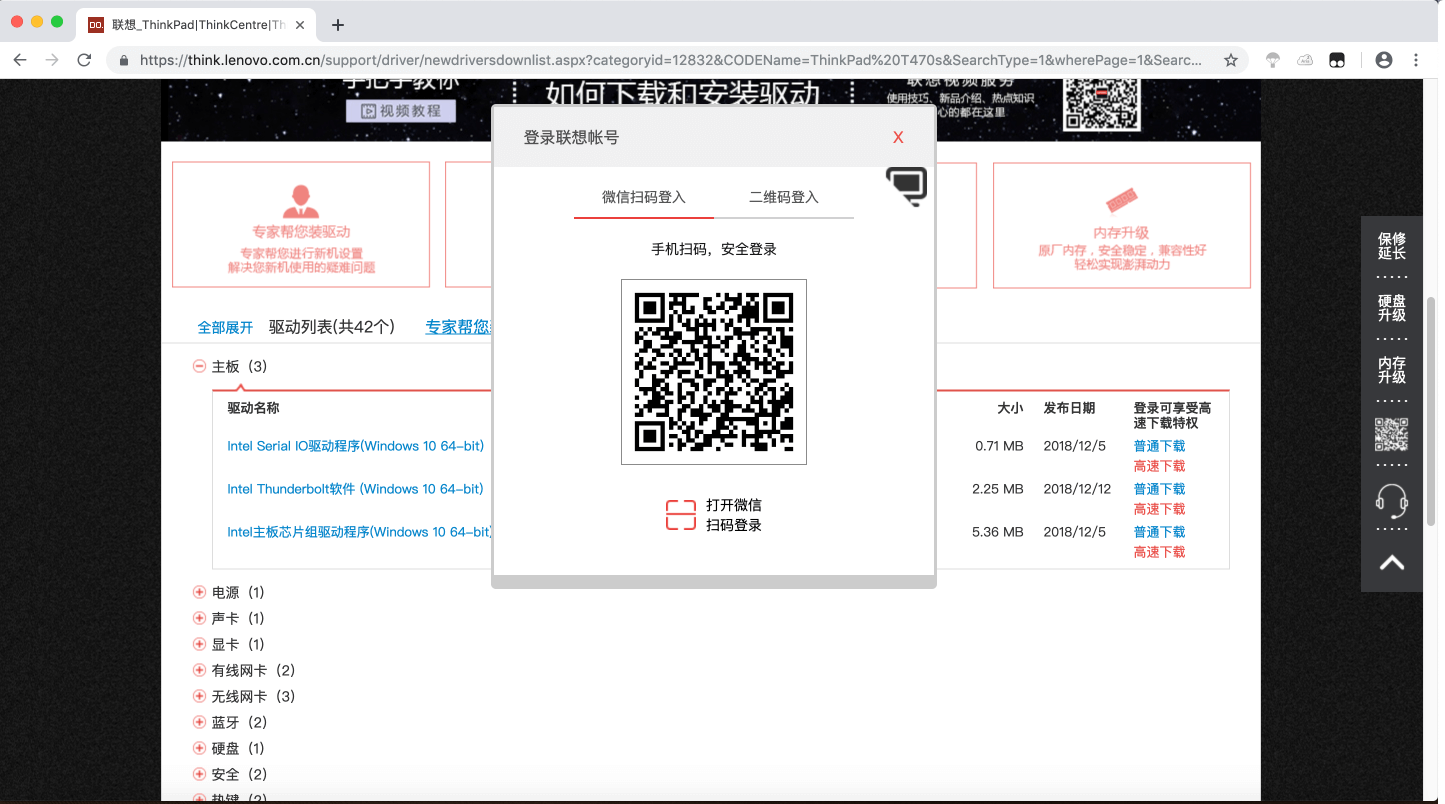 联想_ThinkPad|ThinkCentre|Th
https://think.lenovo.com.cn/support/driver/newdriversdownlist.aspx?categoryid=12832&CODEName=ThinkPad%20T470s&SearchType=1&wherePage=1&Searc...
手把手教你
视频教程
如何下载和安装驱动
联想视频服务
使用技巧、新品介绍、热点知识
心的都在这里
登录联想帐号
X
微信扫码登入
二维码登入
手机扫码，安全登录
打开微信
扫码登录
专家帮您装驱动
专家帮您进行新机设置
解决您新机使用的疑难问题
内存升级
原厂内存，安全稳定，兼容性好
轻松实现澎湃动力
全部展开 驱动列表(共42个) 专家帮您
主板 (3)
驱动名称 大小 发布日期 登录可享受高
速下载特权
Intel Serial IO驱动程序(Windows 10 64-bit) 0.71 MB 2018/12/5 普通下载
高速下载
Intel Thunderbolt软件 (Windows 10 64-bit) 2.25 MB 2018/12/12 普通下载
高速下载
Intel主板芯片组驱动程序(Windows 10 64-bit) 5.36 MB 2018/12/5 普通下载
高速下载
电源 (1)
声卡 (1)
显卡 (1)
有线网卡 (2)
无线网卡 (3)
蓝牙 (2)
硬盘 (1)
安全 (2)
热键 (2)
保修
延长
硬盘
升级
内存
升级